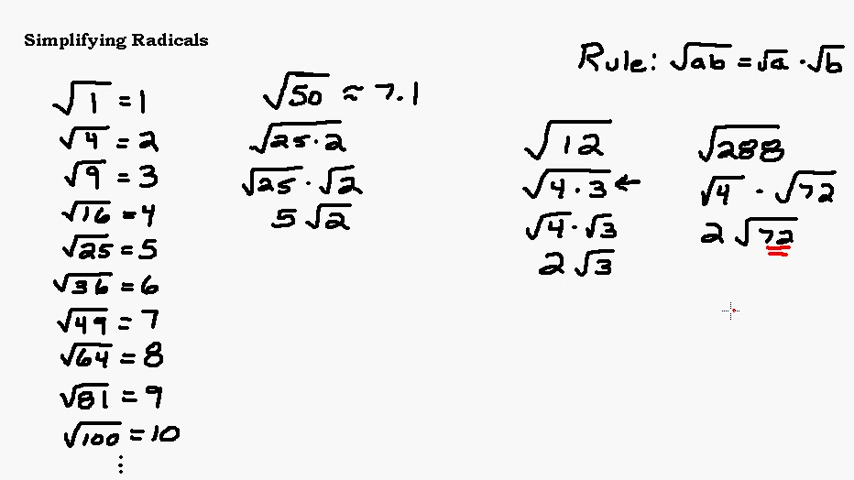 Simplifying Radicals
√1 = 1
√4 = 2
√9 = 3
√16 = 4
√25 = 5
√36 = 6
√49 = 7
√64 = 8
√81 = 9
√100 = 10
⋮
√50 ≈ 7.1
√25·2
√25 · √2
5 √2
Rule: √ab = √a · √b
√12
√4·3 ←
√4 · √3
2 √3
√288
√4 · √72
2 √72